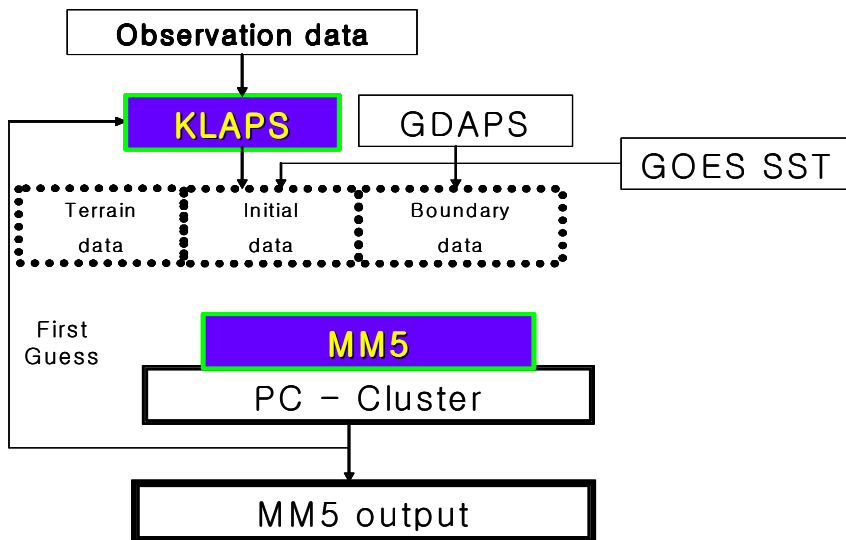 Observation data
KLAPS
GDAPS
GOES SST
Terrain
data
Initial
data
Boundary
data
First
Guess
MM5
PC - Cluster
MM5 output